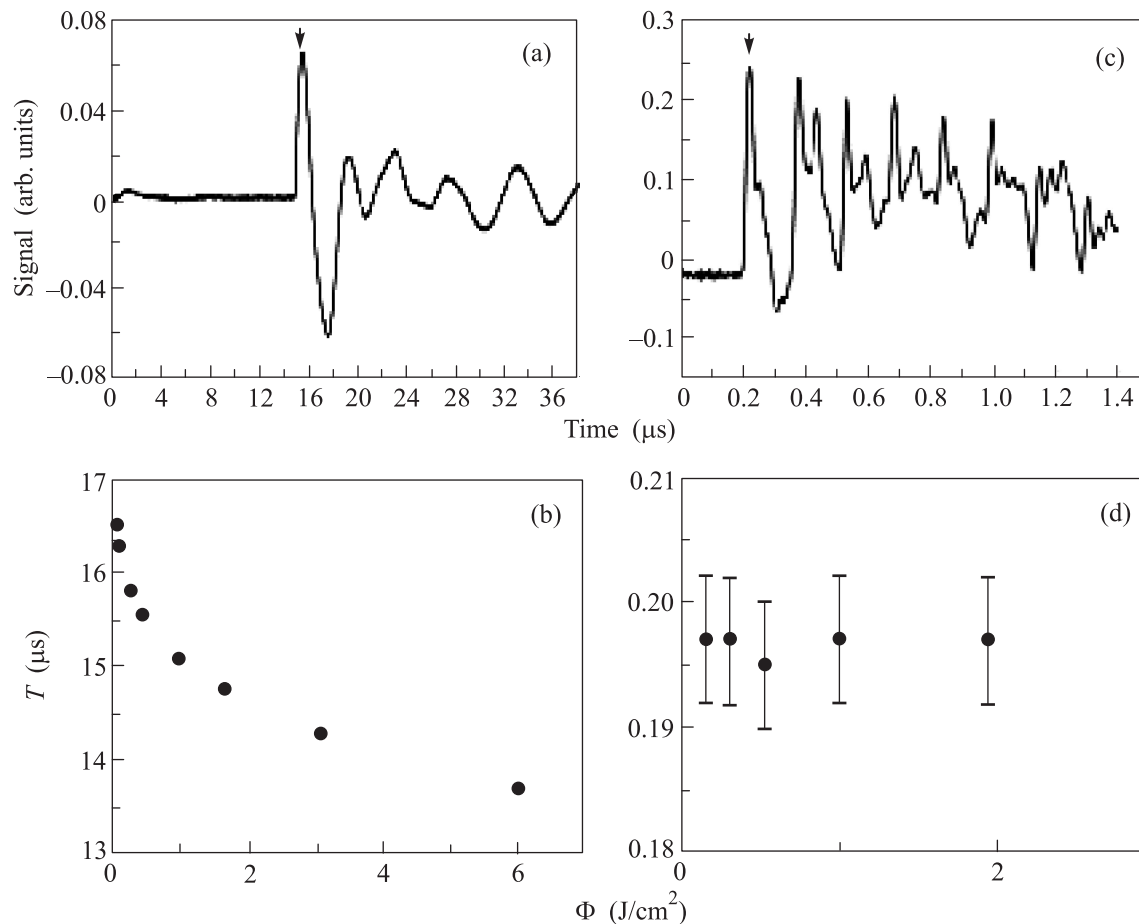 0.08
0.04
0
–0.04
–0.08
Signal (arb. units)
(a)
0 4 8 12 16 20 24 28 32 36
0.3
0.2
0.1
0
–0.1
(c)
0 0.2 0.4 0.6 0.8 1.0 1.2 1.4
Time (μs)
17
16
15
14
13
T (μs)
(b)
0 2 4 6
0.21
0.20
0.19
0.18
(d)
0 2
Φ (J/cm²)